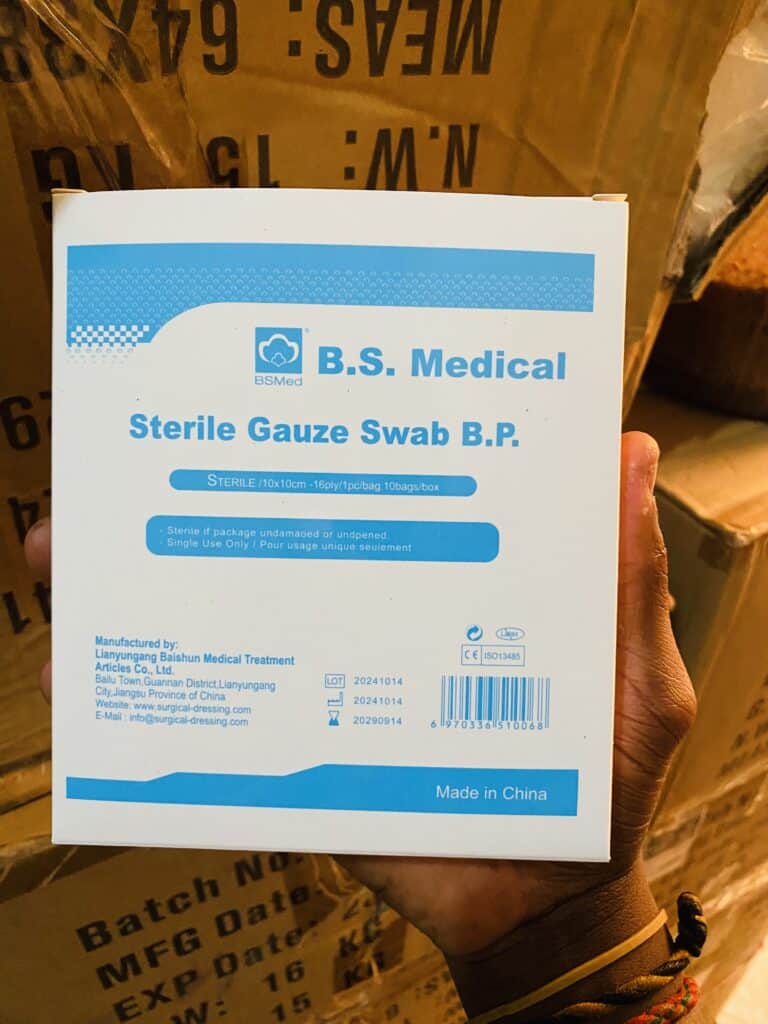 MEAS: 64X38
N.W: 15 KG
BSMed
B.S. Medical
Sterile Gauze Swab B.P.
STERILE /10x10cm -16ply/1pc/bag 10bags/box
- Sterile if package undamaoed or undpened.
- Single Use Only / Pour usage unique seulement
Manufactured by:
Lianyungang Baishun Medical Treatment
Articles Co., Ltd.
Bailu Town,Guannan District,Lianyungang
City,Jiangsu Province of China
Website: www.surgical-dressing.com
E-Mail : info@surgical-dressing.com
LOT 20241014
20241014
20290914
CE ISO13485
6 970336 510068
Made in China
Batch No.
MFG Date:
EXP Date:
W: 16 KG
15 KG